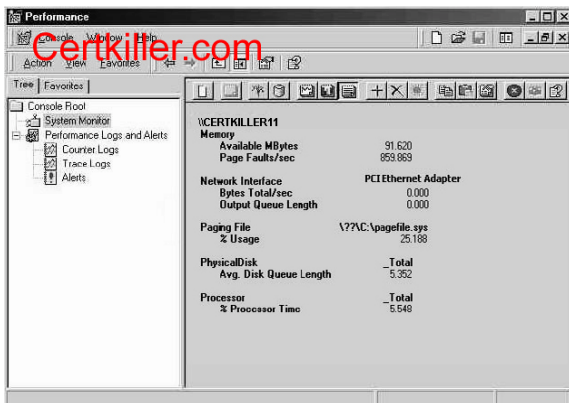 Performance
Console Window Help
Certkiller.com
Action View Favorites
Tree Favorites
Console Root
System Monitor
Performance Logs and Alerts
Counter Logs
Trace Logs
Alerts
\\CERTKILLER11
Memory
Available MBytes 91.620
Page Faults/sec 859.869
Network Interface PCI Ethernet Adapter
Bytes Total/sec 0.000
Output Queue Length 0.000
Paging File \??\C:\pagefile.sys
% Usage 25.188
PhysicalDisk _Total
Avg. Disk Queue Length 5.352
Processor _Total
% Processor Time 5.548